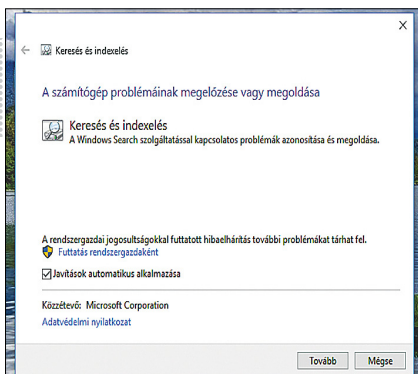 Keresés és indexelés
A számítógép problémáinak megelőzése vagy megoldása
Keresés és indexelés
A Windows Search szolgáltatással kapcsolatos problémák azonosítása és megoldása.
A rendszergazdai jogosultságokkal futtatott hibaelhárítás további problémákat tárhat fel.
Futtatás rendszergazdaként
Javítások automatikus alkalmazása
Közzétevő: Microsoft Corporation
Adatvédelmi nyilatkozat
Tovább Mégse